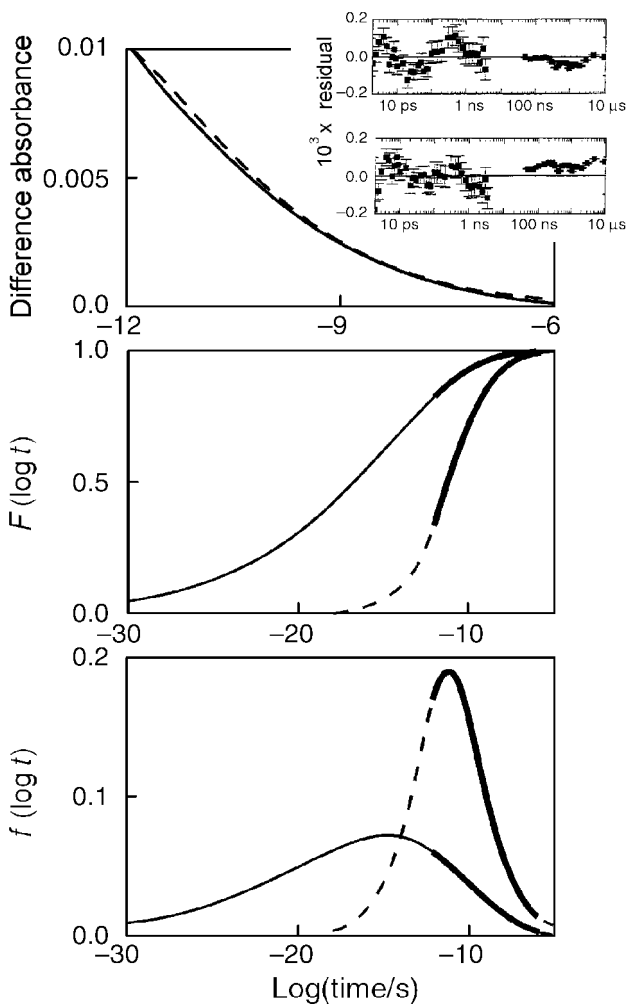 0.01
0.005
0.0
Difference absorbance
−12
−9
−6
10³ x residual
0.2
0.0
−0.2
10 ps
1 ns
100 ns
10 µs
0.2
0.0
−0.2
10 ps
1 ns
100 ns
10 µs
1.0
0.5
0.0
F (log t)
−30
−20
−10
0.2
0.1
0.0
f (log t)
−30
−20
−10
Log(time/s)